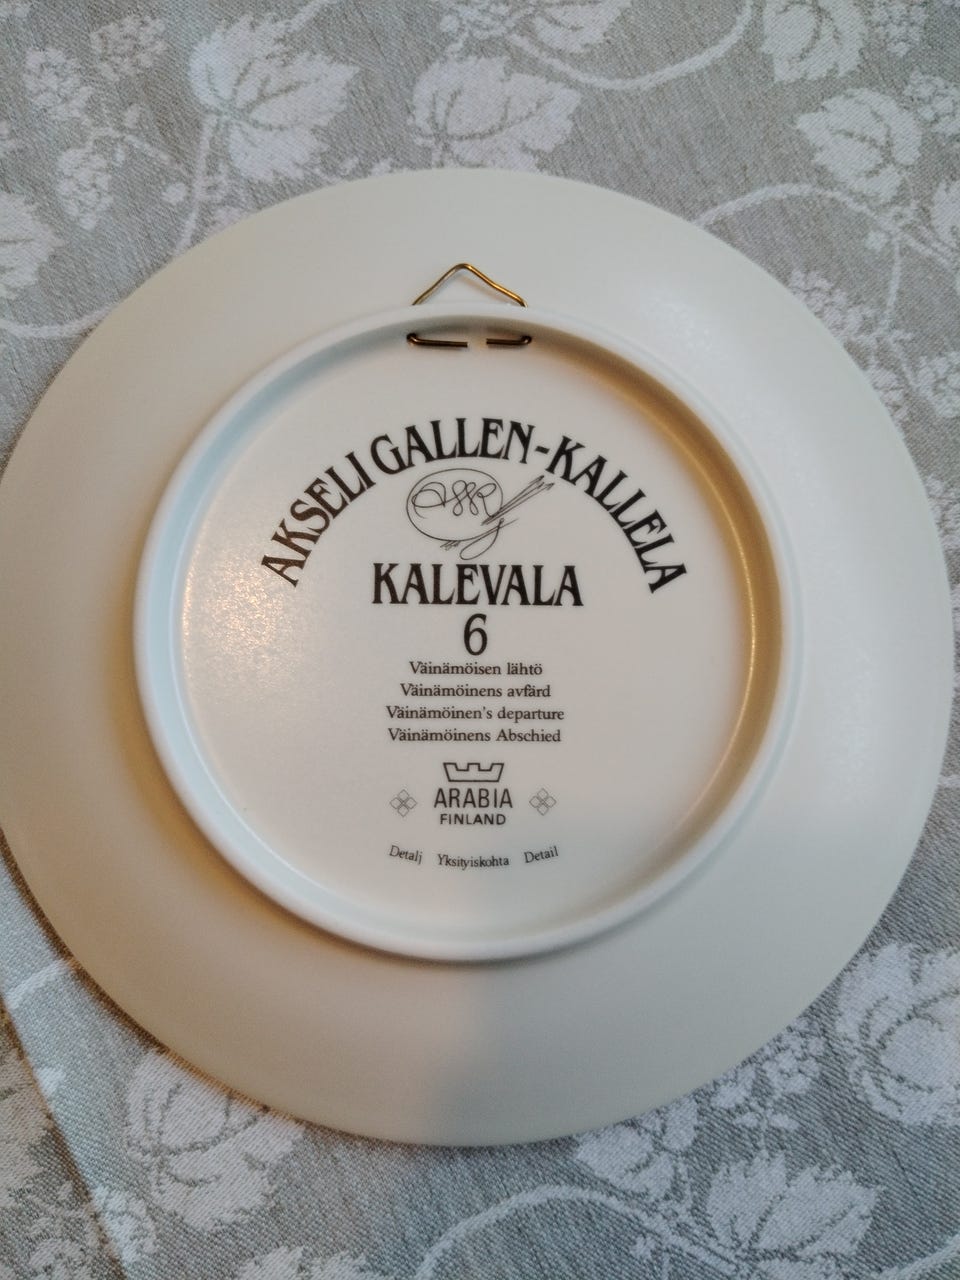 AKSELI GALLEN-KALLELA
KALEVALA
6
Väinämöisen lähtö
Väinämöinens avfärd
Väinämöinen's departure
Väinämöinens Abschied
ARABIA
FINLAND
Detalj Yksityiskohta Detail